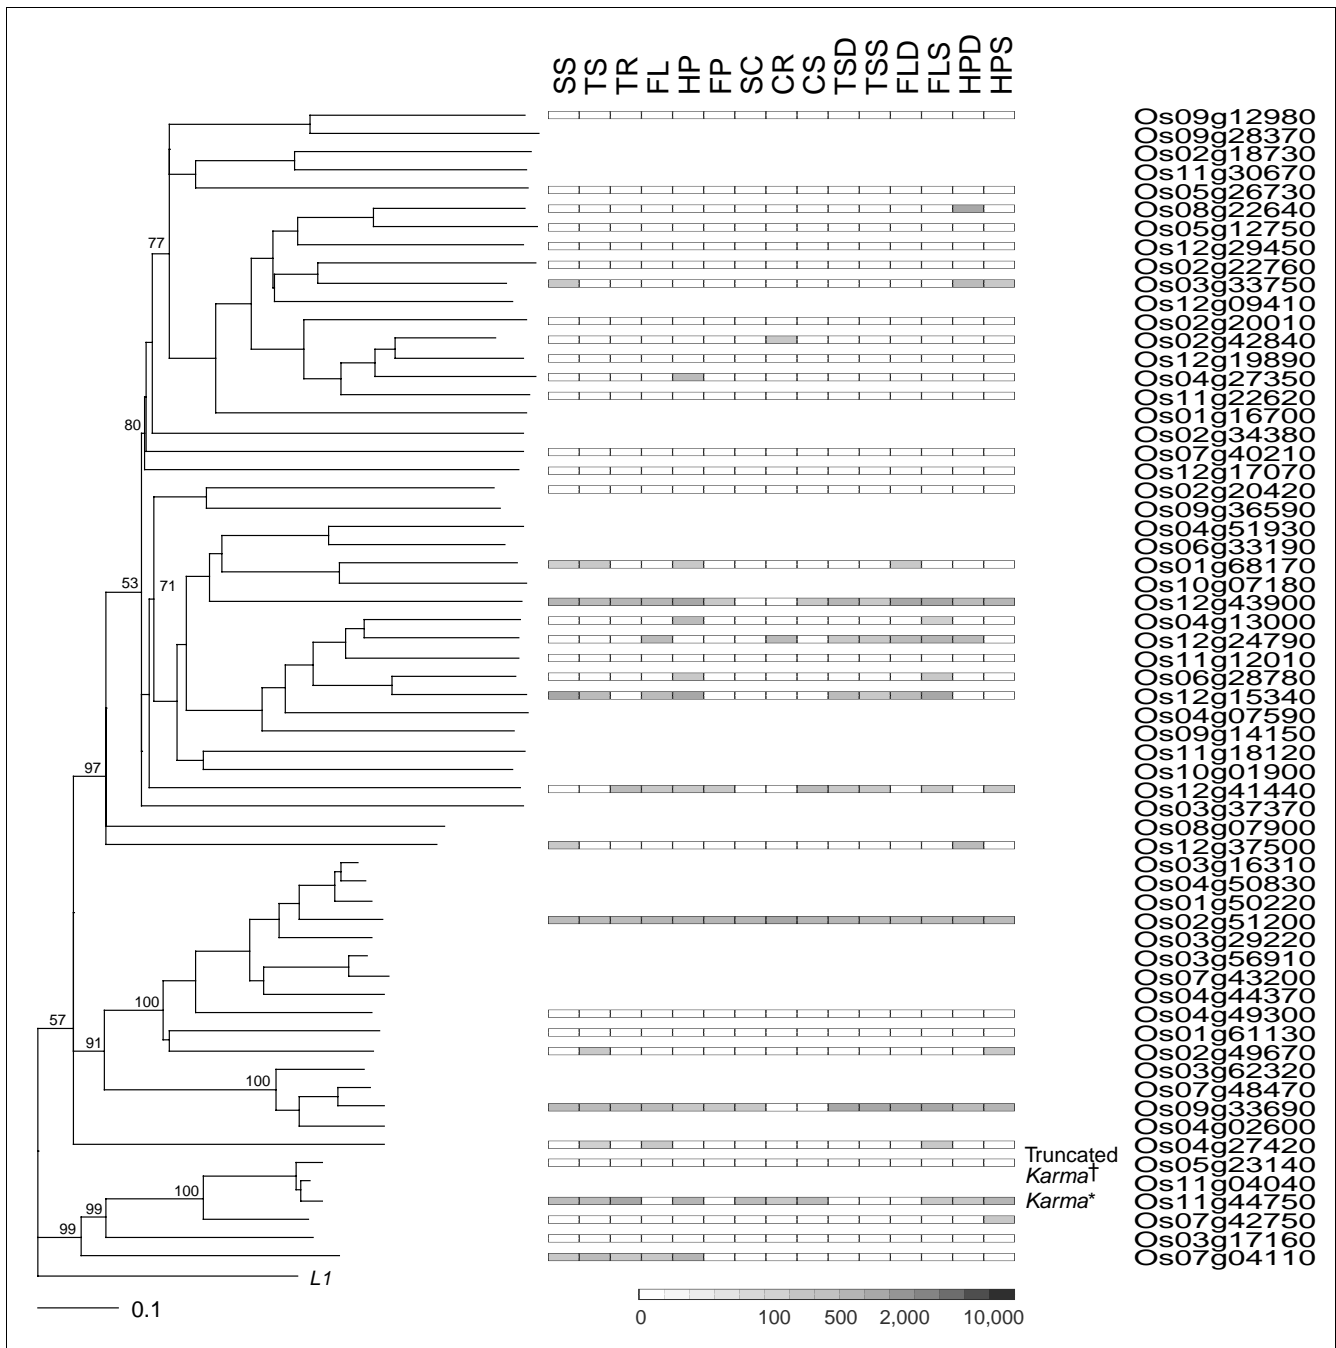 SS TS TR FL HP FP SC CR CS TSD TSS FLD FLS HPD HPS
Os09g12980
Os09g28370
Os02g18730
Os11g30670
Os05g26730
Os08g22640
Os05g12750
77 Os12g29450
Os02g22760
Os03g33750
Os12g09410
Os02g20010
Os02g42840
Os12g19890
Os04g27350
Os11g22620
Os01g16700
80 Os02g34380
Os07g40210
Os12g17070
Os02g20420
Os09g36590
Os04g51930
Os06g33190
Os01g68170
53 71 Os10g07180
Os12g43900
Os04g13000
Os12g24790
Os11g12010
Os06g28780
Os12g15340
Os04g07590
Os09g14150
Os11g18120
97 Os10g01900
Os12g41440
Os03g37370
Os08g07900
Os12g37500
Os03g16310
Os04g50830
Os01g50220
Os02g51200
Os03g29220
Os03g56910
Os07g43200
Os04g44370
100 Os04g49300
57 Os01g61130
91 Os02g49670
Os03g62320
100 Os07g48470
Os09g33690
Os04g02600
Os04g27420
Truncated Os05g23140
Karma† Os11g04040
100 Karma* Os11g44750
99 Os07g42750
99 Os03g17160
Os07g04110
L1
0.1
0 100 500 2,000 10,000